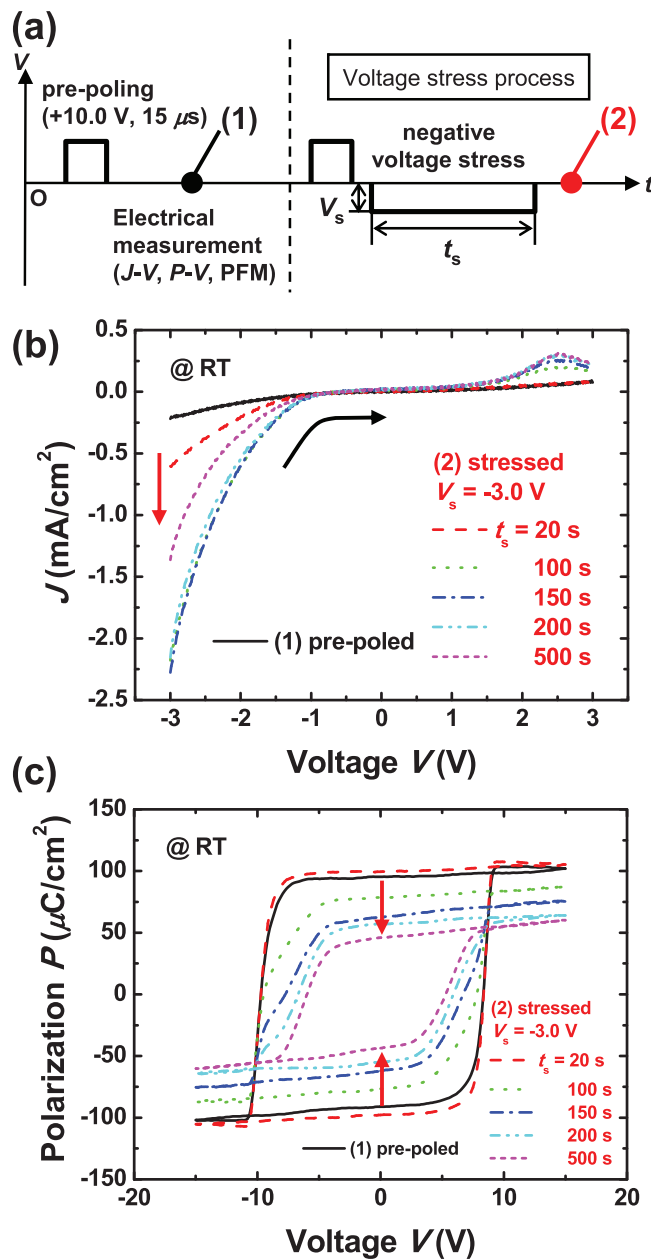 (a)
V
pre-poling
(+10.0 V, 15 μs)
(1)
Voltage stress process
negative
voltage stress
(2)
O
t
Electrical
measurement
(J-V, P-V, PFM)
Vs
ts
(b)
@ RT
0.5
0.0
-0.5
-1.0
-1.5
-2.0
-2.5
J (mA/cm²)
(2) stressed
Vs = -3.0 V
ts = 20 s
100 s
150 s
200 s
500 s
(1) pre-poled
-3 -2 -1 0 1 2 3
Voltage V (V)
(c)
@ RT
150
100
50
0
-50
-100
-150
Polarization P (μC/cm²)
(2) stressed
Vs = -3.0 V
ts = 20 s
100 s
150 s
200 s
500 s
(1) pre-poled
-20 -10 0 10 20
Voltage V (V)